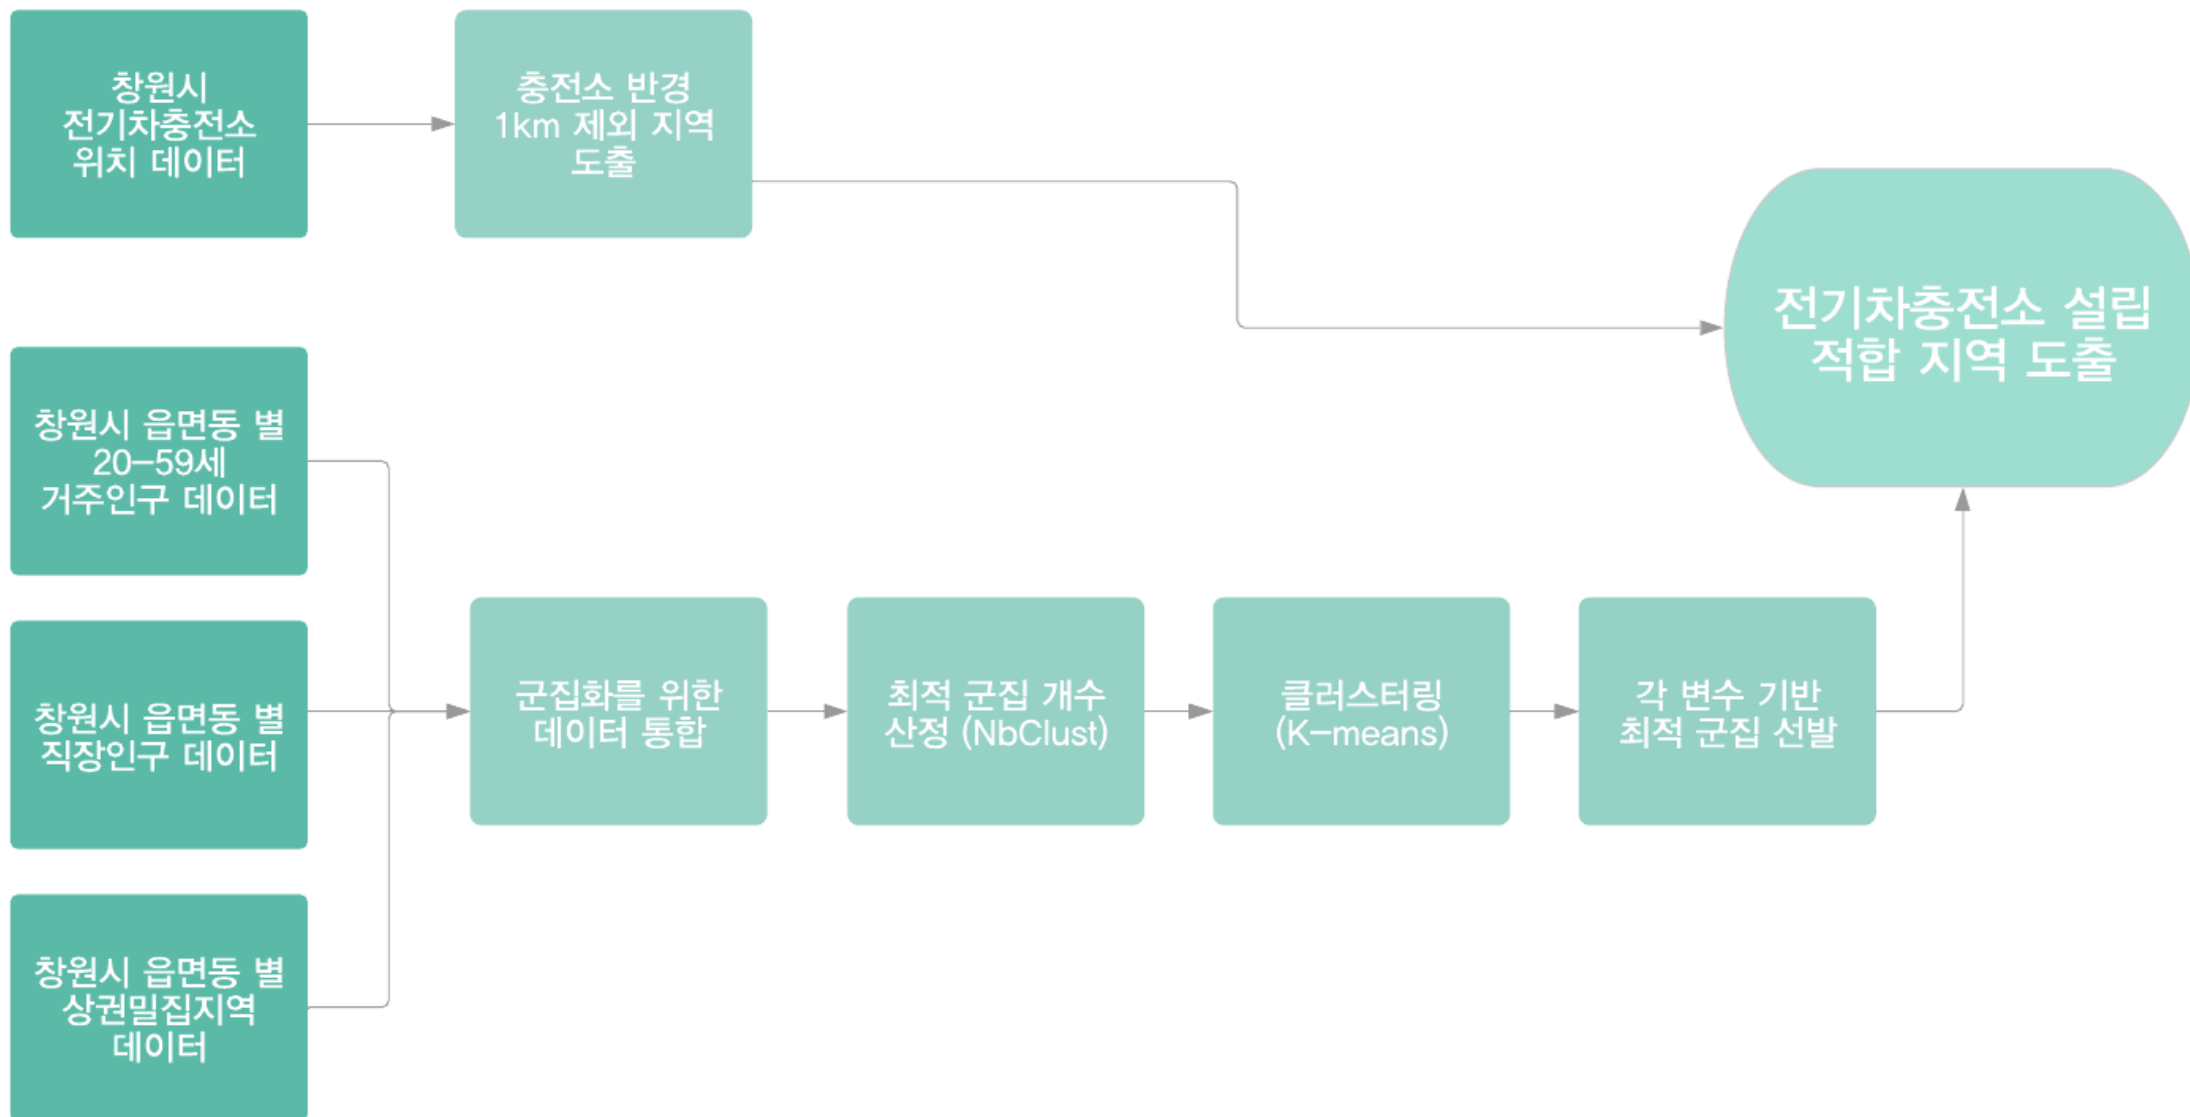 창원시
전기차충전소
위치 데이터
충전소 반경
1km 제외 지역
도출
전기차충전소 설립
적합 지역 도출
창원시 읍면동 별
20-59세
거주인구 데이터
창원시 읍면동 별
직장인구 데이터
창원시 읍면동 별
상권밀집지역
데이터
군집화를 위한
데이터 통합
최적 군집 개수
산정 (NbClust)
클러스터링
(K-means)
각 변수 기반
최적 군집 선발